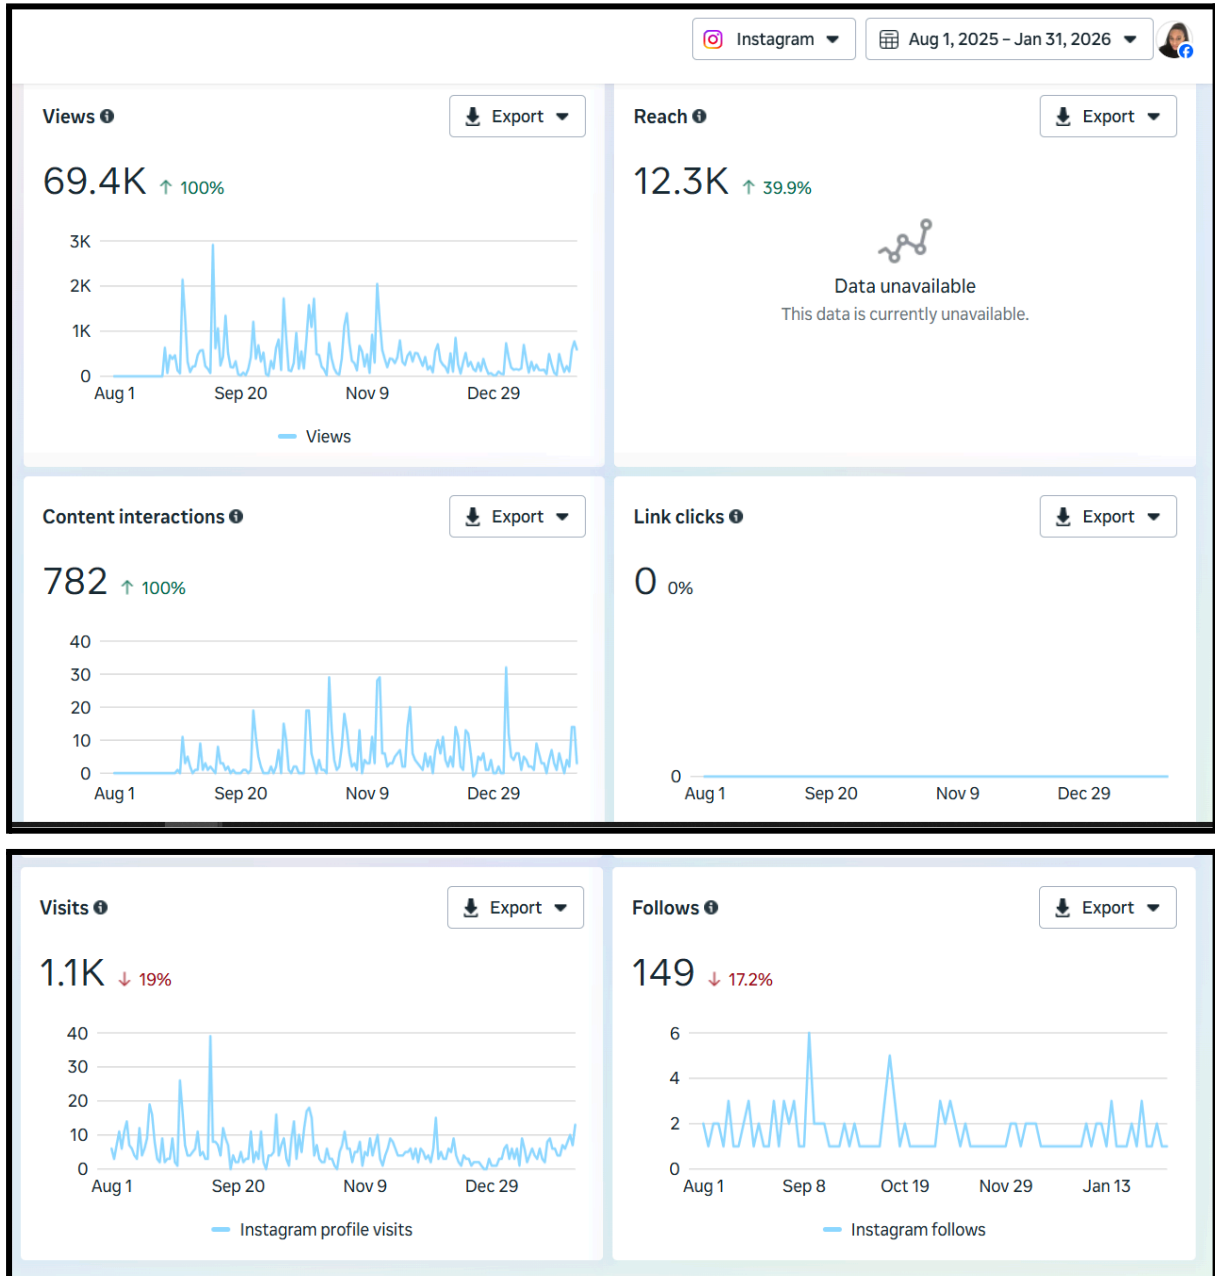 Instagram
Aug 1, 2025 – Jan 31, 2026
Views
Export
69.4K ↑ 100%
3K
2K
1K
0
Aug 1 Sep 20 Nov 9 Dec 29
Views
Reach
Export
12.3K ↑ 39.9%
Data unavailable
This data is currently unavailable.
Content interactions
Export
782 ↑ 100%
40
30
20
10
0
Aug 1 Sep 20 Nov 9 Dec 29
Link clicks
Export
0 0%
0
Aug 1 Sep 20 Nov 9 Dec 29
Visits
Export
1.1K ↓ 19%
40
30
20
10
0
Aug 1 Sep 20 Nov 9 Dec 29
Instagram profile visits
Follows
Export
149 ↓ 17.2%
6
4
2
0
Aug 1 Sep 8 Oct 19 Nov 29 Jan 13
Instagram follows